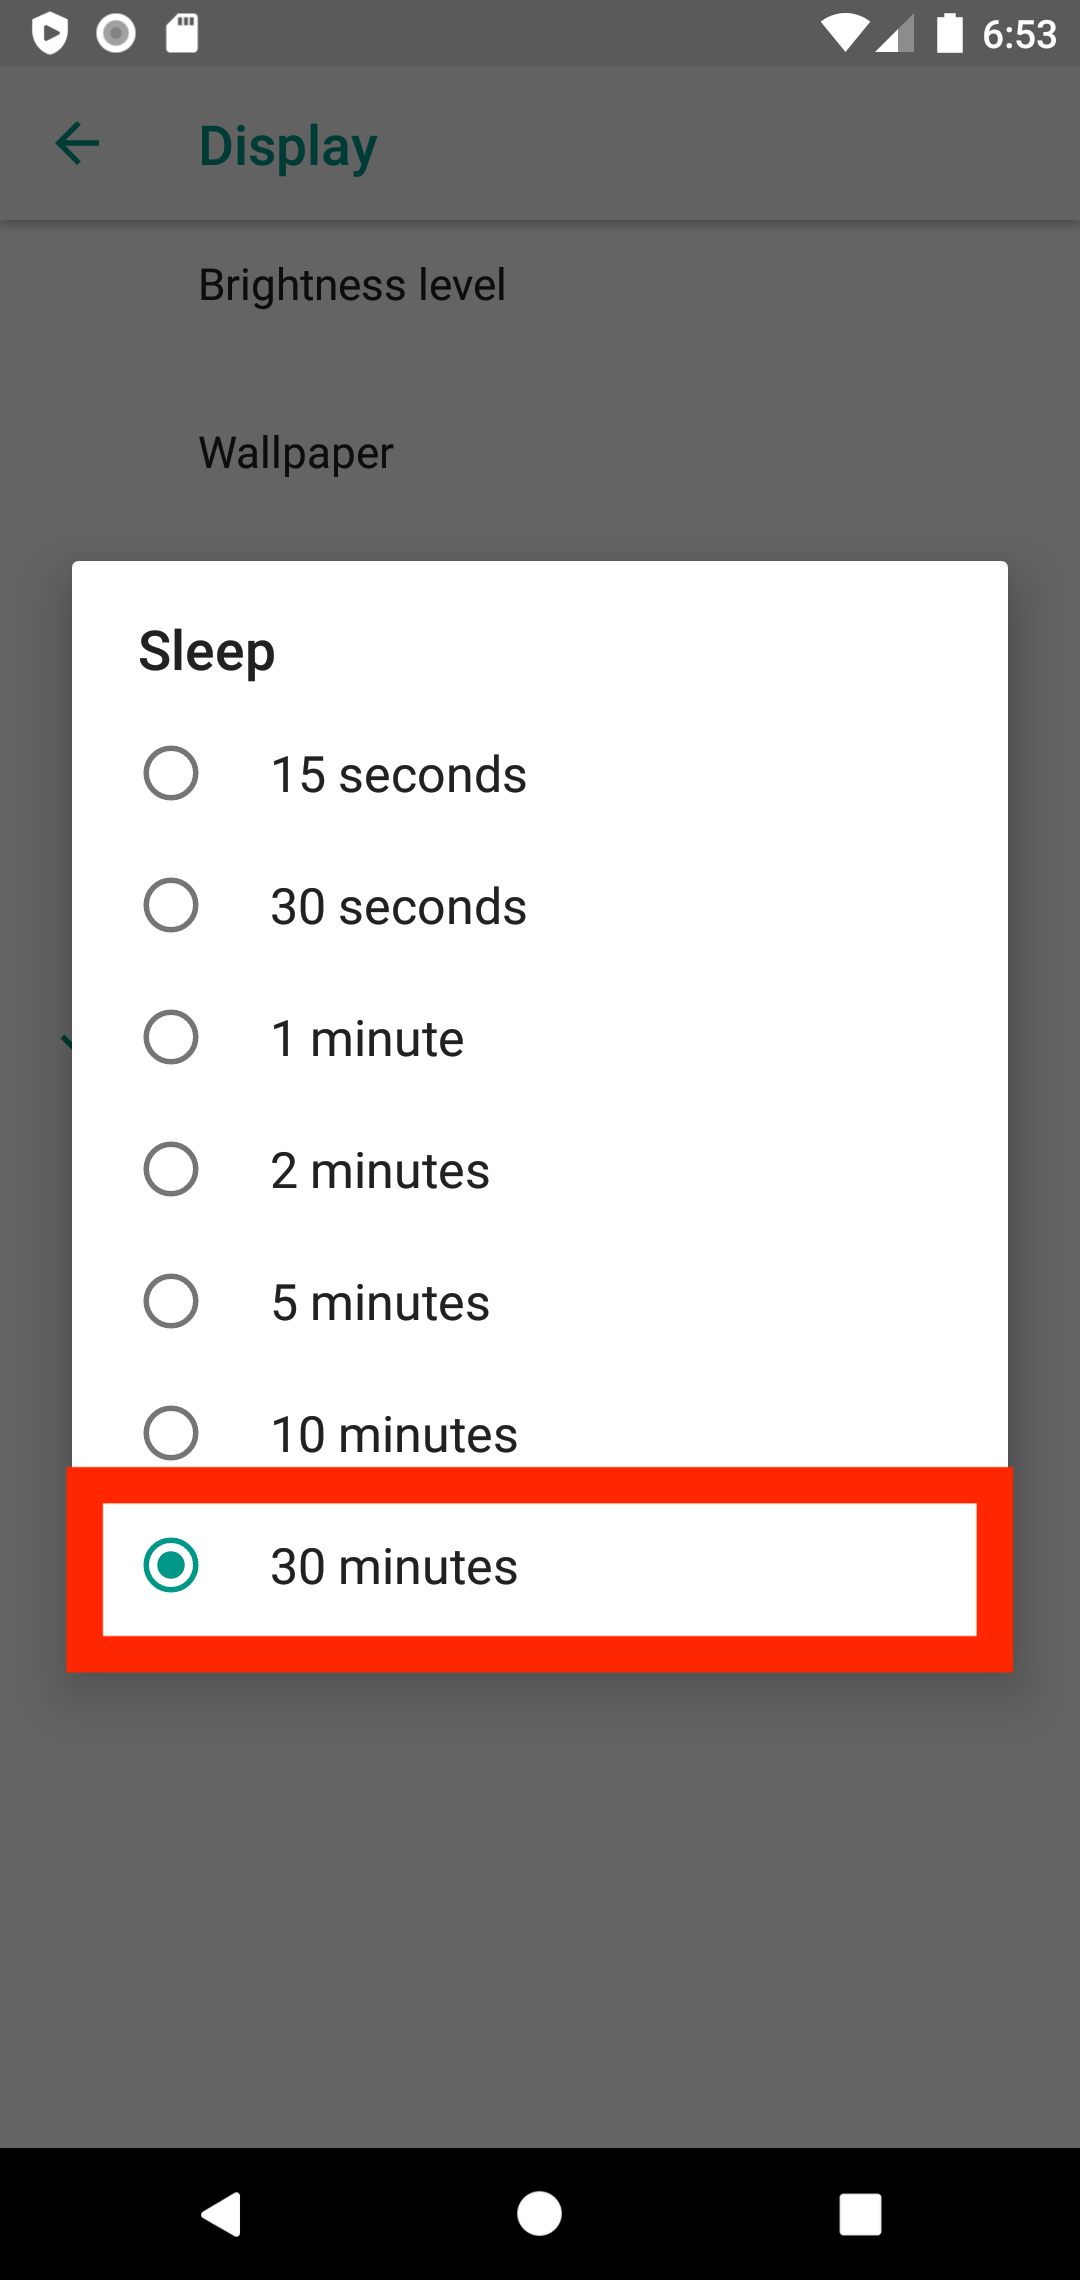 6:53
Display
Brightness level
Wallpaper
Sleep
15 seconds
30 seconds
1 minute
2 minutes
5 minutes
10 minutes
30 minutes